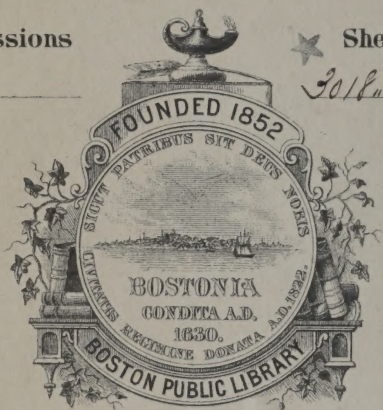 ssions
She
3018..
FOUNDED 1852
SICUT PATRIBUS SIT DEUS NOBIS
CIVITATIS REGIMINE DONATA A.D. 1822.
BOSTONIA
CONDITA A.D.
1630.
BOSTON PUBLIC LIBRARY